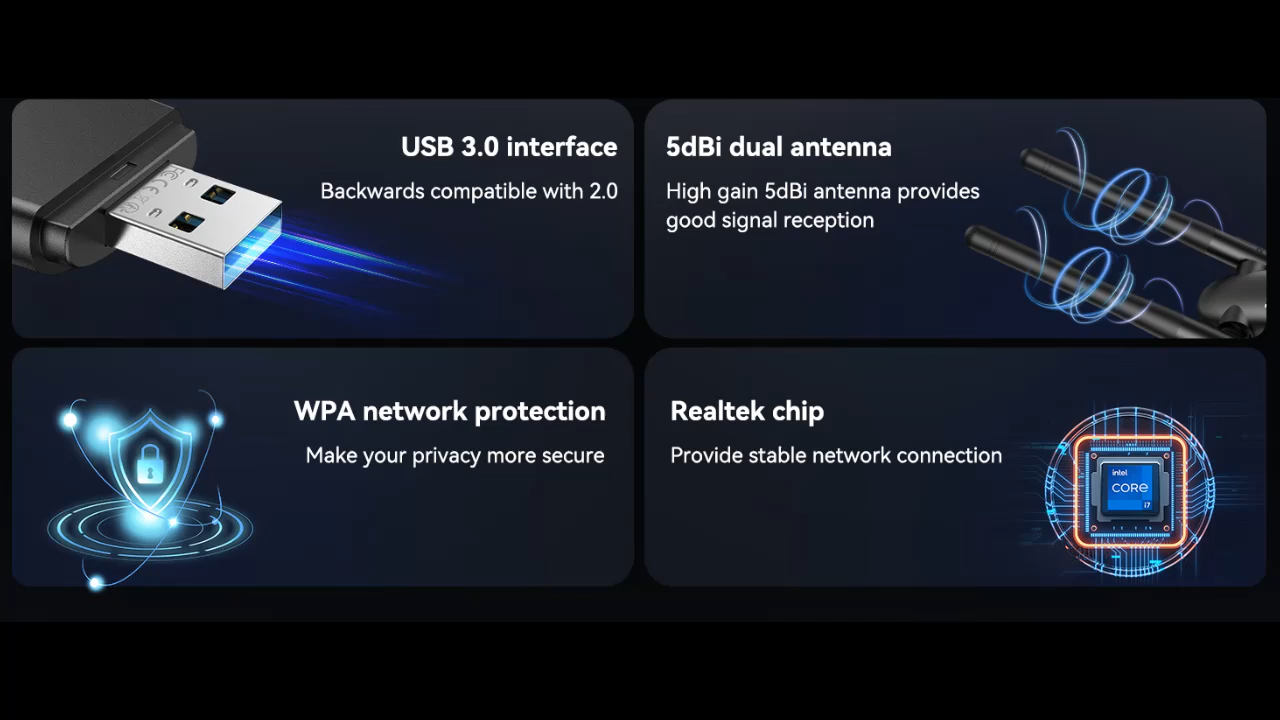 USB 3.0 interface
Backwards compatible with 2.0
5dBi dual antenna
High gain 5dBi antenna provides
good signal reception
WPA network protection
Make your privacy more secure
Realtek chip
Provide stable network connection
intel
CORE
i7